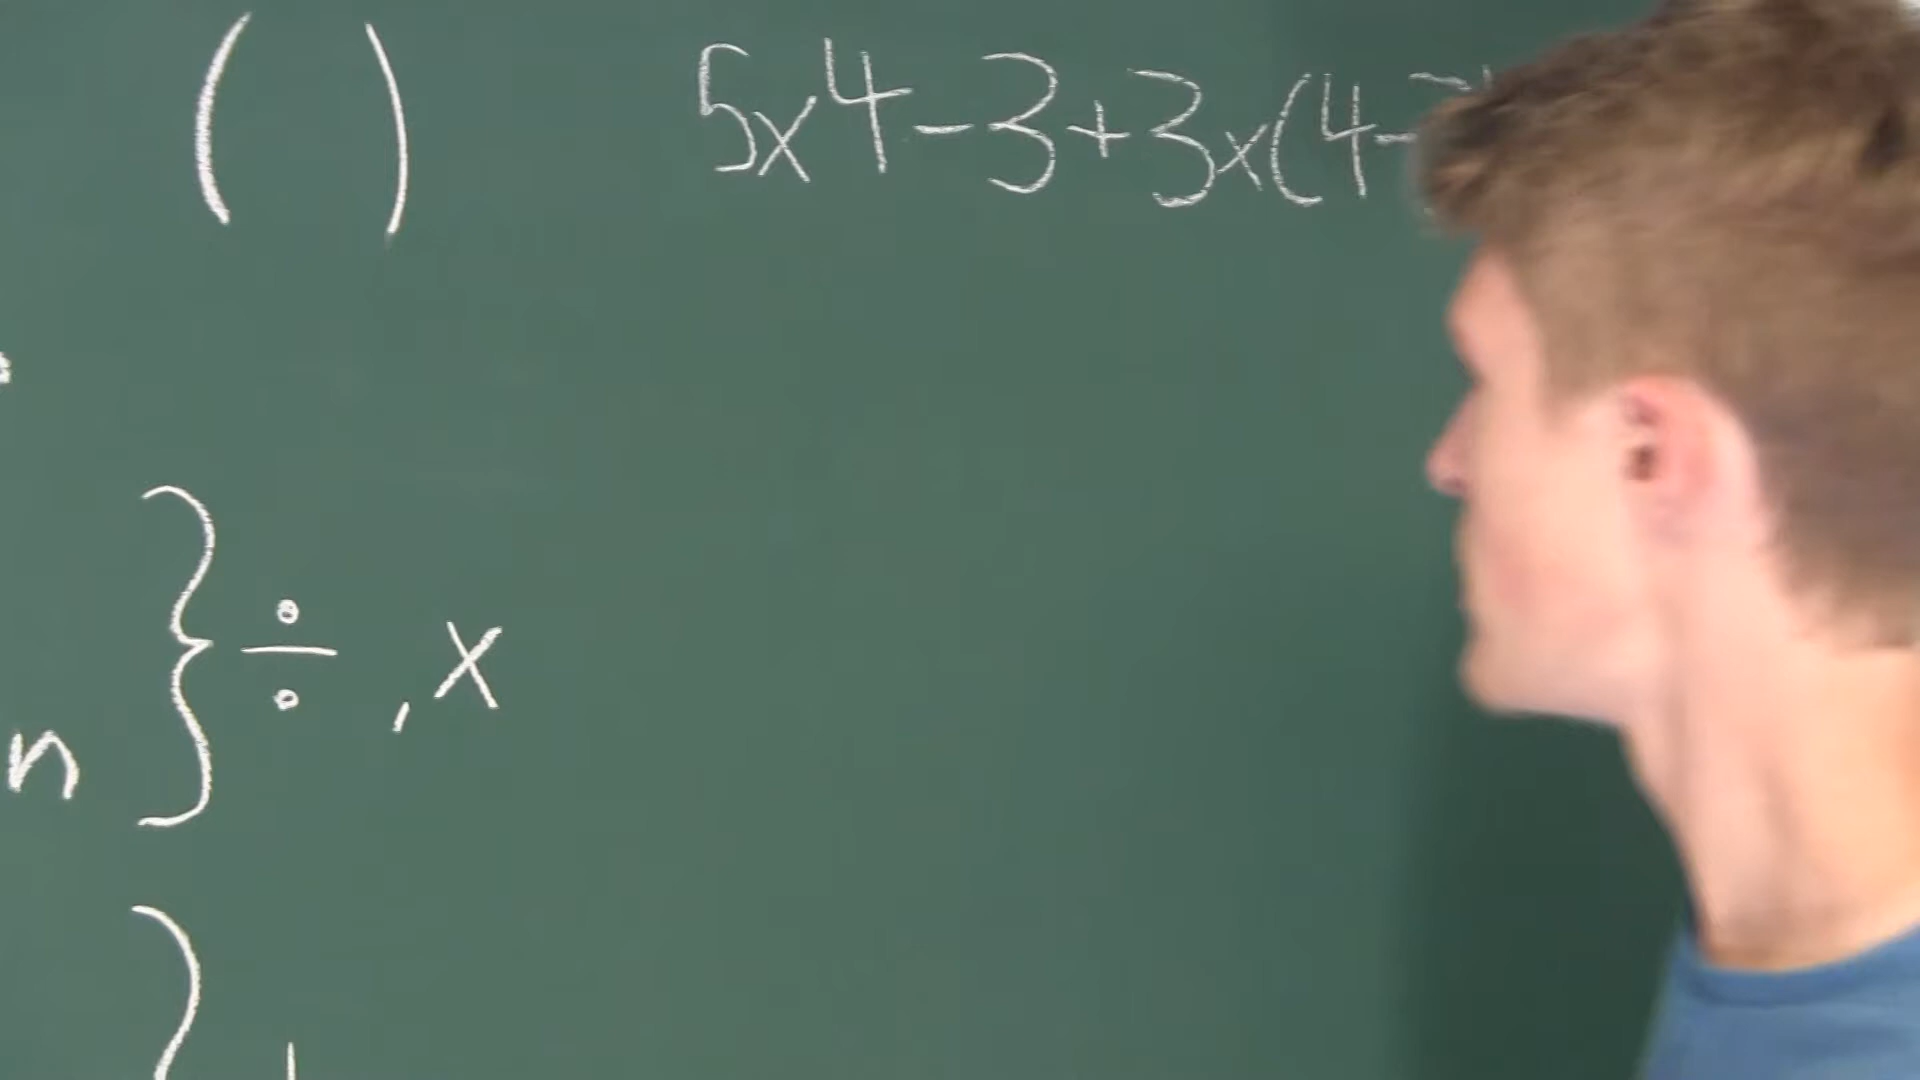 ( ) 5x4-3+3x(4-
n } ÷ , x
}